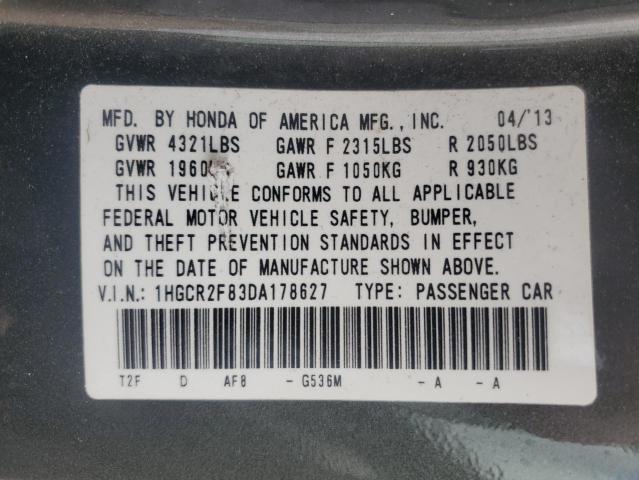 MFD. BY HONDA OF AMERICA MFG., INC. 04/'13
GVWR 4321LBS GAWR F 2315LBS R 2050LBS
GVWR 1960 GAWR F 1050KG R 930KG
THIS VEHICLE CONFORMS TO ALL APPLICABLE
FEDERAL MOTOR VEHICLE SAFETY, BUMPER,
AND THEFT PREVENTION STANDARDS IN EFFECT
ON THE DATE OF MANUFACTURE SHOWN ABOVE.
V.I.N.: 1HGCR2F83DA178627 TYPE: PASSENGER CAR
T2F D AF8 - G536M - A - A